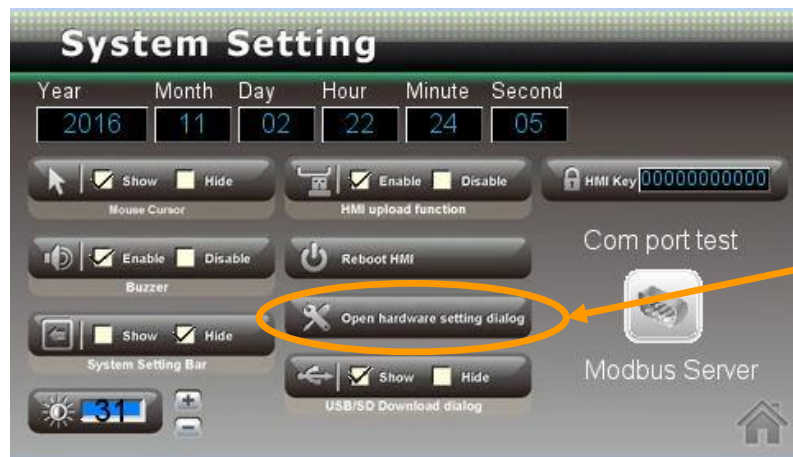 System Setting
Year Month Day Hour Minute Second
2016 11 02 22 24 05
Show Hide
Mouse Cursor
Enable Disable
HMI upload function
HMI Key 00000000000
Enable Disable
Buzzer
Reboot HMI
Com port test
Show Hide
System Setting Bar
Open hardware setting dialog
Modbus Server
31
+
-
Show Hide
USB/SD Download dialog